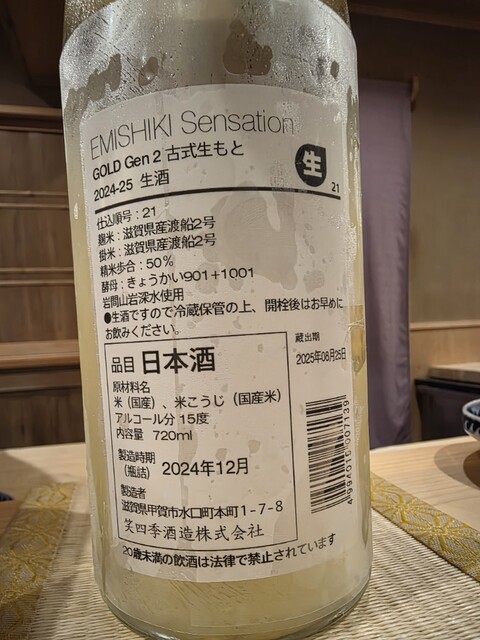 EMISHIKI Sensation
GOLD Gen 2 古式生もと
2024-25 生酒
生
21
仕込順号：21
麹米：滋賀県産渡船2号
掛米：滋賀県産渡船2号
精米歩合：50%
酵母：きょうかい901+1001
岩間山岩深水使用
●生酒ですので冷蔵保管の上、開栓後はお早めに
お飲みください。
品目 日本酒
原材料名
米（国産）、米こうじ（国産米）
アルコール分 15度
内容量 720ml
製造時期
（瓶詰） 2024年12月
製造者
滋賀県甲賀市水口町本町1-7-8
笑四季酒造株式会社
蔵出期
2025年08月25日
4994015007139
20歳未満の飲酒は法律で禁止されています